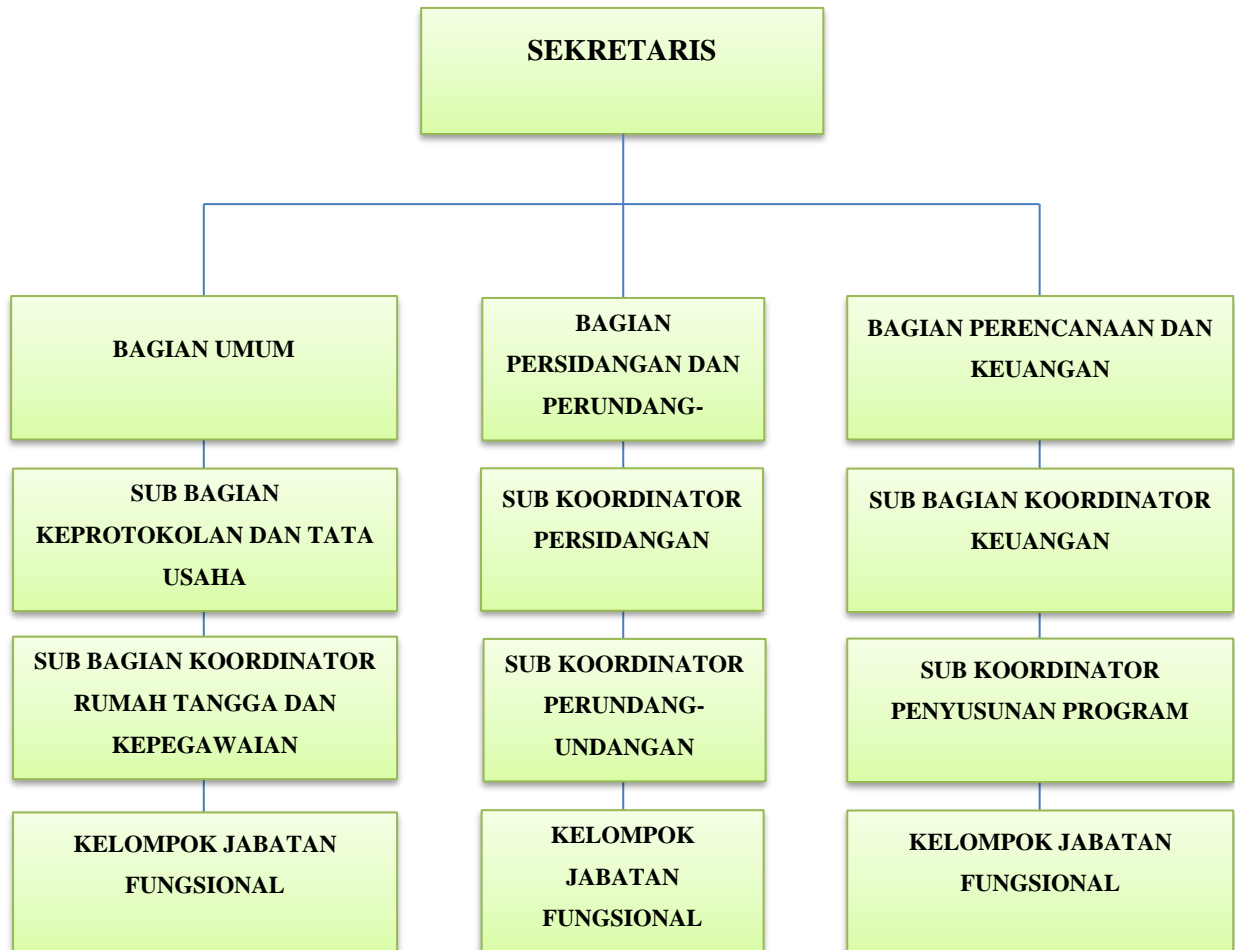 SEKRETARIS
BAGIAN UMUM
BAGIAN
PERSIDANGAN DAN
PERUNDANG-
BAGIAN PERENCANAAN DAN
KEUANGAN
SUB BAGIAN
KEPROTOKOLAN DAN TATA
USAHA
SUB KOORDINATOR
PERSIDANGAN
SUB BAGIAN KOORDINATOR
KEUANGAN
SUB BAGIAN KOORDINATOR
RUMAH TANGGA DAN
KEPEGAWAIAN
SUB KOORDINATOR
PERUNDANG-
UNDANGAN
SUB KOORDINATOR
PENYUSUNAN PROGRAM
KELOMPOK JABATAN
FUNGSIONAL
KELOMPOK
JABATAN
FUNGSIONAL
KELOMPOK JABATAN
FUNGSIONAL